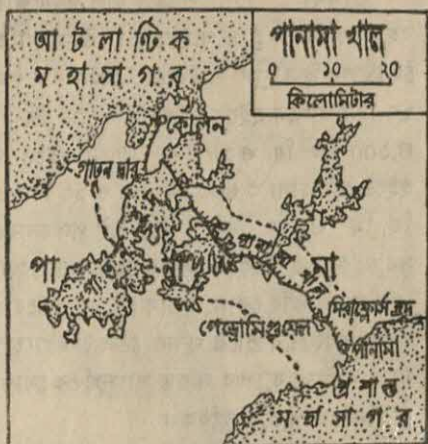 আটলাণ্টিক
মহাসাগর
পানামা খাল
০ ১০ ২০
কিলোমিটার
কোলন
গাটুন দ্বার
পানামা
পানামা খাল
মিরাফ্লোর্স হ্রদ
পেড্রোমিগুয়েল
পানামা
প্রশান্ত
মহাসাগর